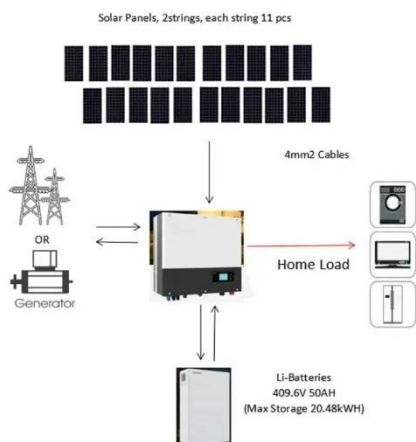 Solar Panels, 2strings, each string 11 pcs
4mm2 Cables
OR
Generator
Home Load
Li-Batteries
409.6V 50AH
(Max Storage 20.48kWH)